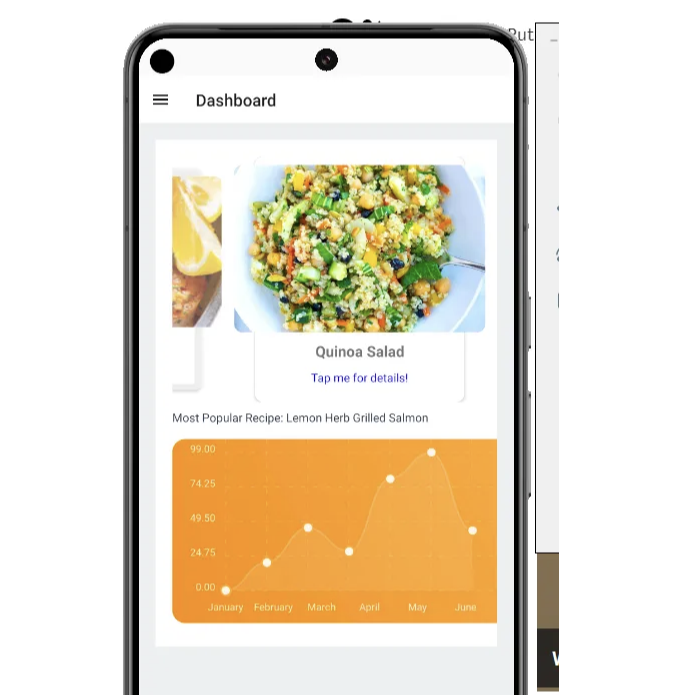 But
Dashboard
Quinoa Salad
Tap me for details!
Most Popular Recipe: Lemon Herb Grilled Salmon
99.00
74.25
49.50
24.75
0.00
January February March April May June